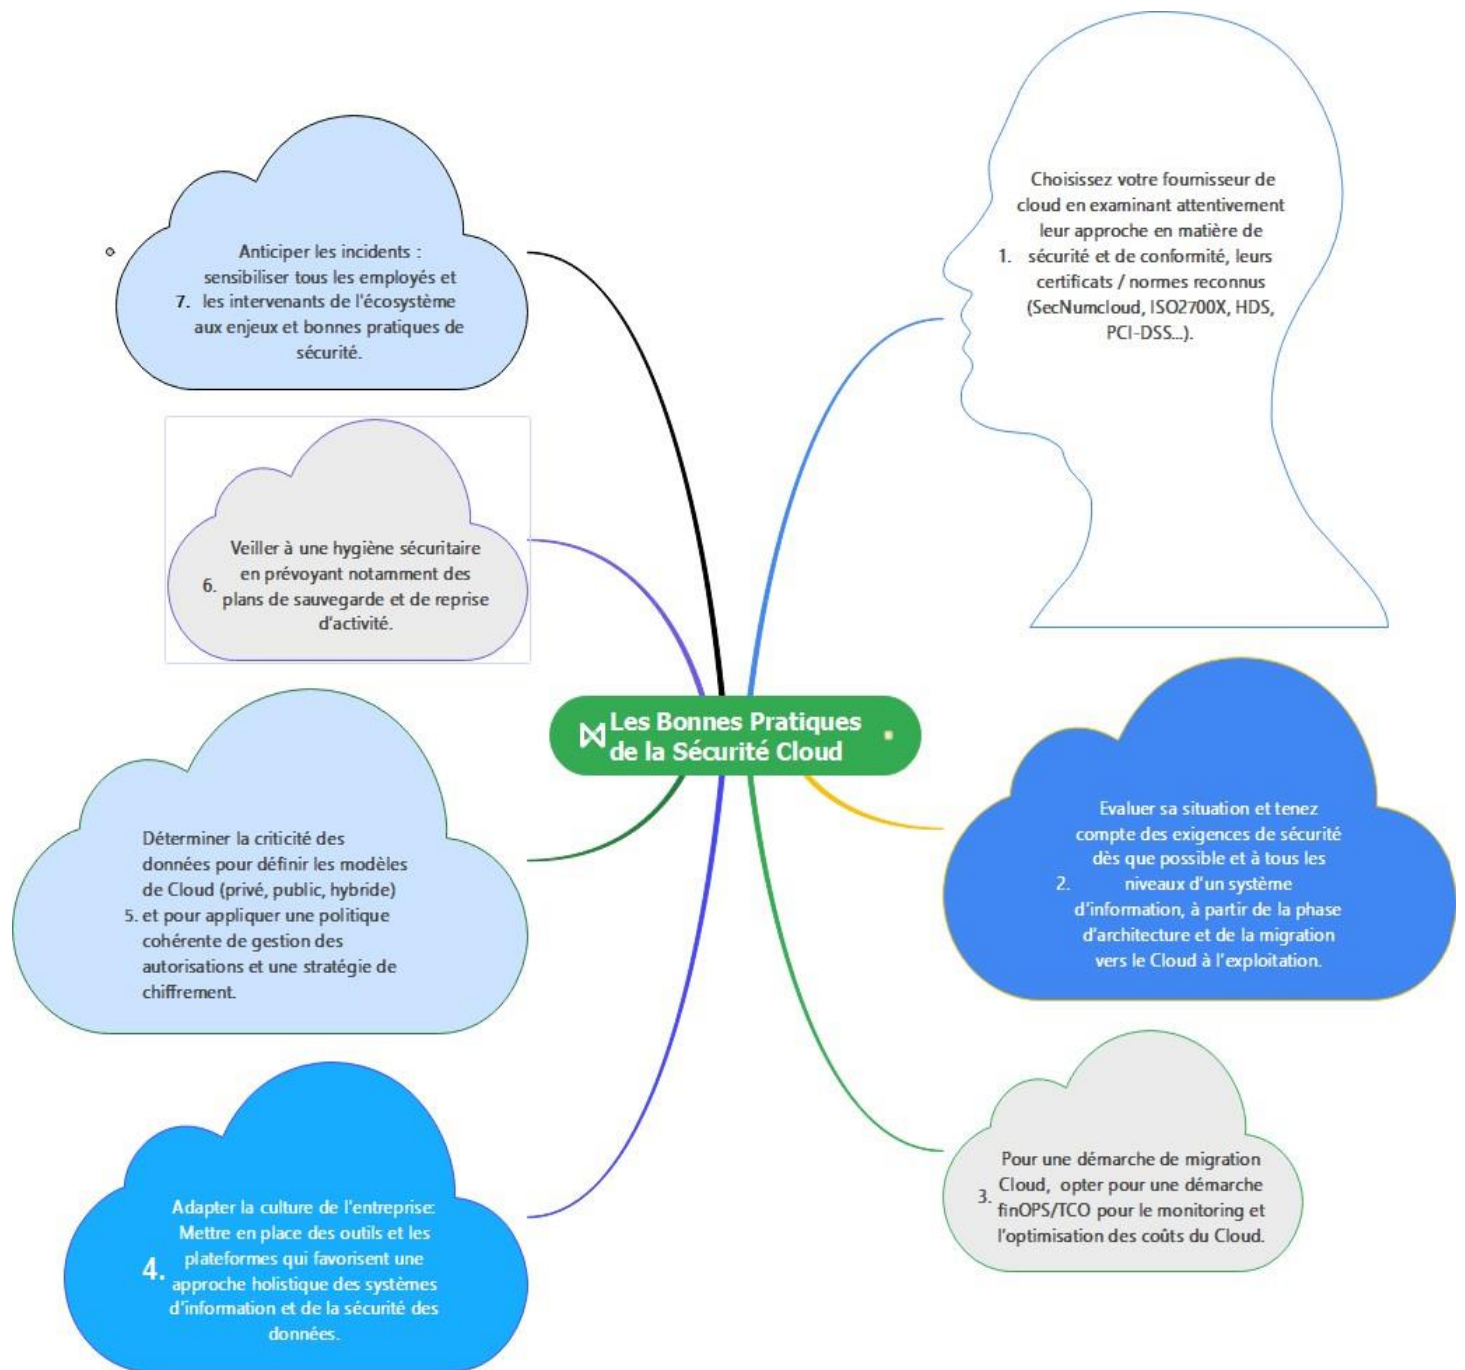 Les Bonnes Pratiques
de la Sécurité Cloud
Choisissez votre fournisseur de
cloud en examinant attentivement
leur approche en matière de
1. sécurité et de conformité, leurs
certificats / normes reconnus
(SecNumcloud, ISO2700X, HDS,
PCI-DSS...).
Evaluer sa situation et tenez
compte des exigences de sécurité
dès que possible et à tous les
2. niveaux d'un système
d'information, à partir de la phase
d'architecture et de la migration
vers le Cloud à l'exploitation.
Pour une démarche de migration
Cloud, opter pour une démarche
3. finOPS/TCO pour le monitoring et
l'optimisation des coûts du Cloud.
Adapter la culture de l'entreprise:
Mettre en place des outils et les
plateformes qui favorisent une
4. approche holistique des systèmes
d'information et de la sécurité des
données.
Déterminer la criticité des
données pour définir les modèles
de Cloud (privé, public, hybride)
5. et pour appliquer une politique
cohérente de gestion des
autorisations et une stratégie de
chiffrement.
Veiller à une hygiène sécuritaire
en prévoyant notamment des
6. plans de sauvegarde et de reprise
d'activité.
Anticiper les incidents :
sensibiliser tous les employés et
7. les intervenants de l'écosystème
aux enjeux et bonnes pratiques de
sécurité.